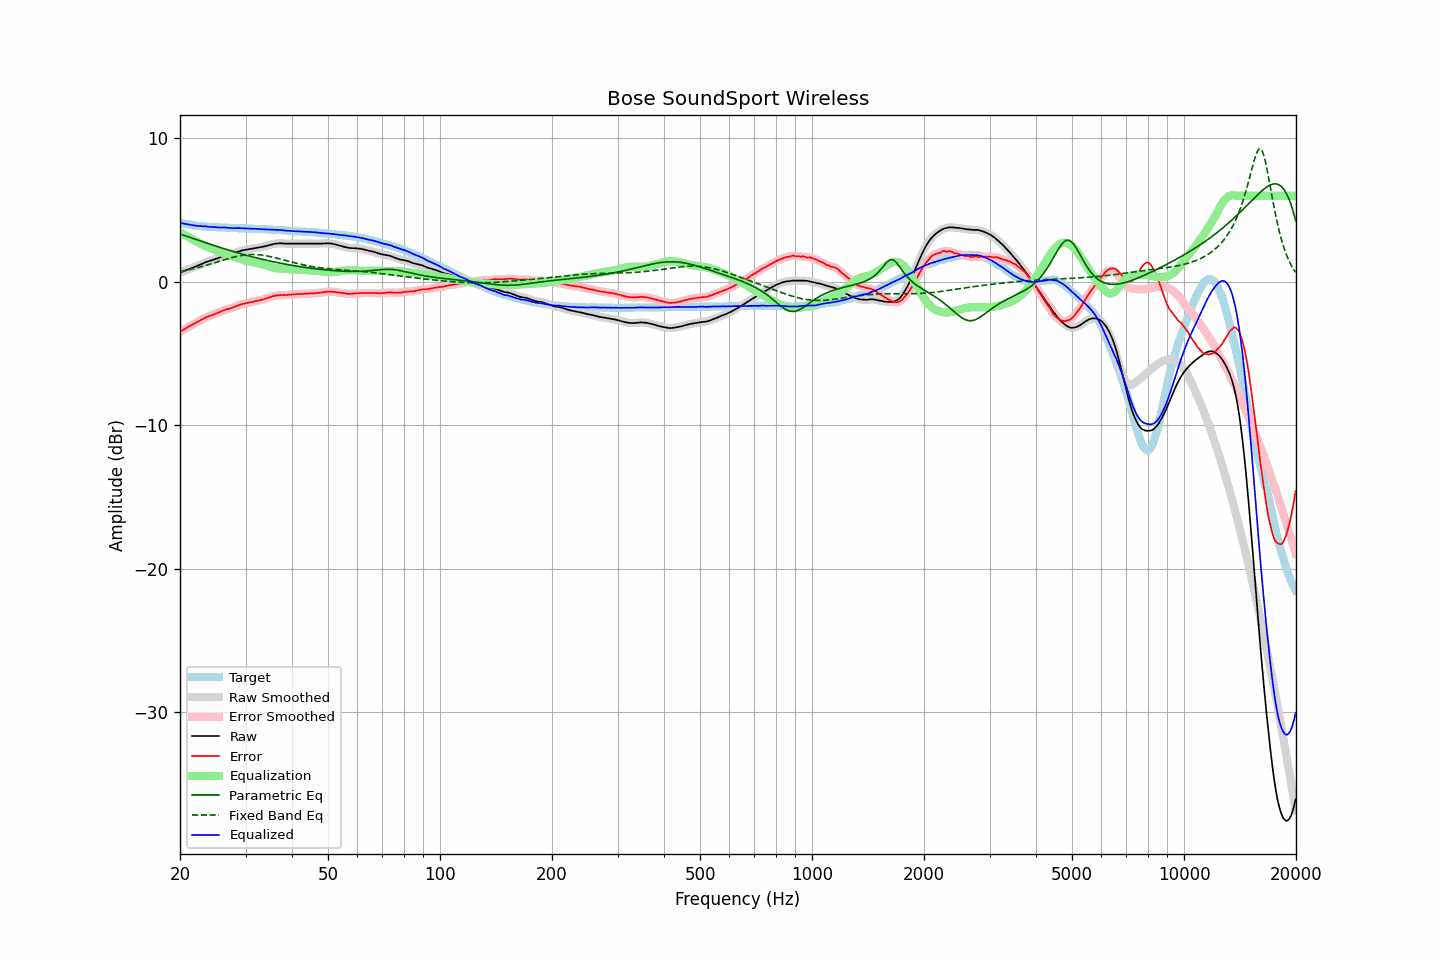 Bose SoundSport Wireless
Amplitude (dBr)
10
0
−10
−20
−30
Target
Raw Smoothed
Error Smoothed
Raw
Error
Equalization
Parametric Eq
Fixed Band Eq
Equalized
20 50 100 200 500 1000 2000 5000 10000 20000
Frequency (Hz)